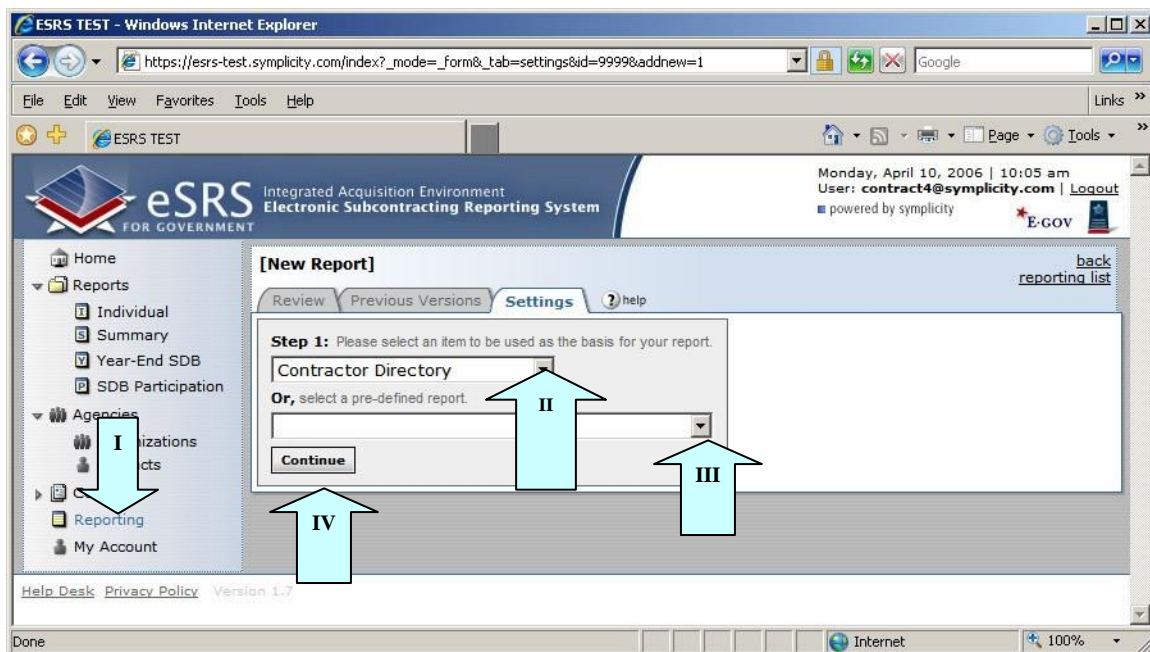 ESRS TEST - Windows Internet Explorer
https://esrs-test.symplicity.com/index?_mode=_form&_tab=settings&id=9999&addnew=1
Google
File Edit View Favorites Tools Help
Links »
ESRS TEST
Page Tools »
eSRS
FOR GOVERNMENT
Integrated Acquisition Environment
Electronic Subcontracting Reporting System
Monday, April 10, 2006 | 10:05 am
User: contract4@symplicity.com | Logout
powered by symplicity
E-GOV
Home
Reports
I Individual
S Summary
Y Year-End SDB
P SDB Participation
Agencies
I
Reporting
My Account
[New Report]
back
reporting list
Review Previous Versions Settings ? help
Step 1: Please select an item to be used as the basis for your report.
Contractor Directory
II
Or, select a pre-defined report.
III
Continue
IV
Help Desk Privacy Policy Version 1.7
Done
Internet
100%